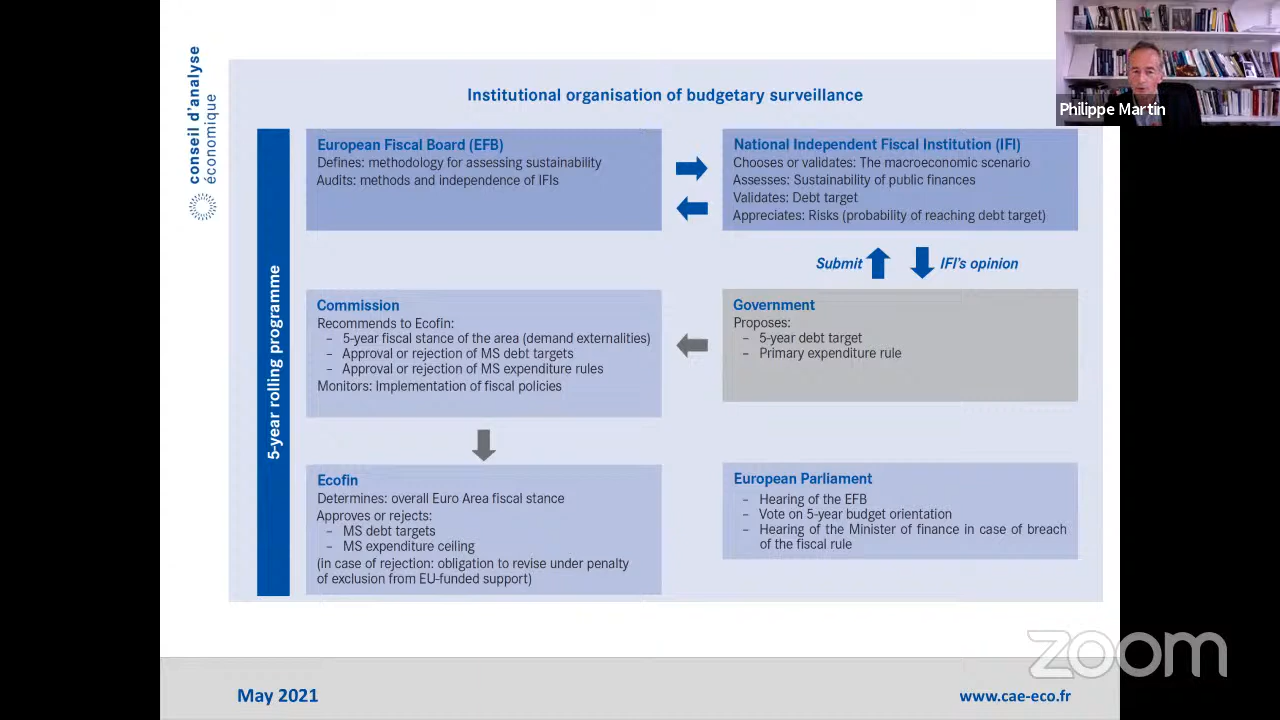 conseil d'analyse
économique
Philippe Martin
Institutional organisation of budgetary surveillance
5-year rolling programme
European Fiscal Board (EFB)
Defines: methodology for assessing sustainability
Audits: methods and independence of IFIs
National Independent Fiscal Institution (IFI)
Chooses or validates: The macroeconomic scenario
Assesses: Sustainability of public finances
Validates: Debt target
Appreciates: Risks (probability of reaching debt target)
Submit
IFI's opinion
Commission
Recommends to Ecofin:
– 5-year fiscal stance of the area (demand externalities)
– Approval or rejection of MS debt targets
– Approval or rejection of MS expenditure rules
Monitors: Implementation of fiscal policies
Government
Proposes:
– 5-year debt target
– Primary expenditure rule
Ecofin
Determines: overall Euro Area fiscal stance
Approves or rejects:
– MS debt targets
– MS expenditure ceiling
(in case of rejection: obligation to revise under penalty
of exclusion from EU-funded support)
European Parliament
– Hearing of the EFB
– Vote on 5-year budget orientation
– Hearing of the Minister of finance in case of breach
of the fiscal rule
zoom
May 2021
www.cae-eco.fr